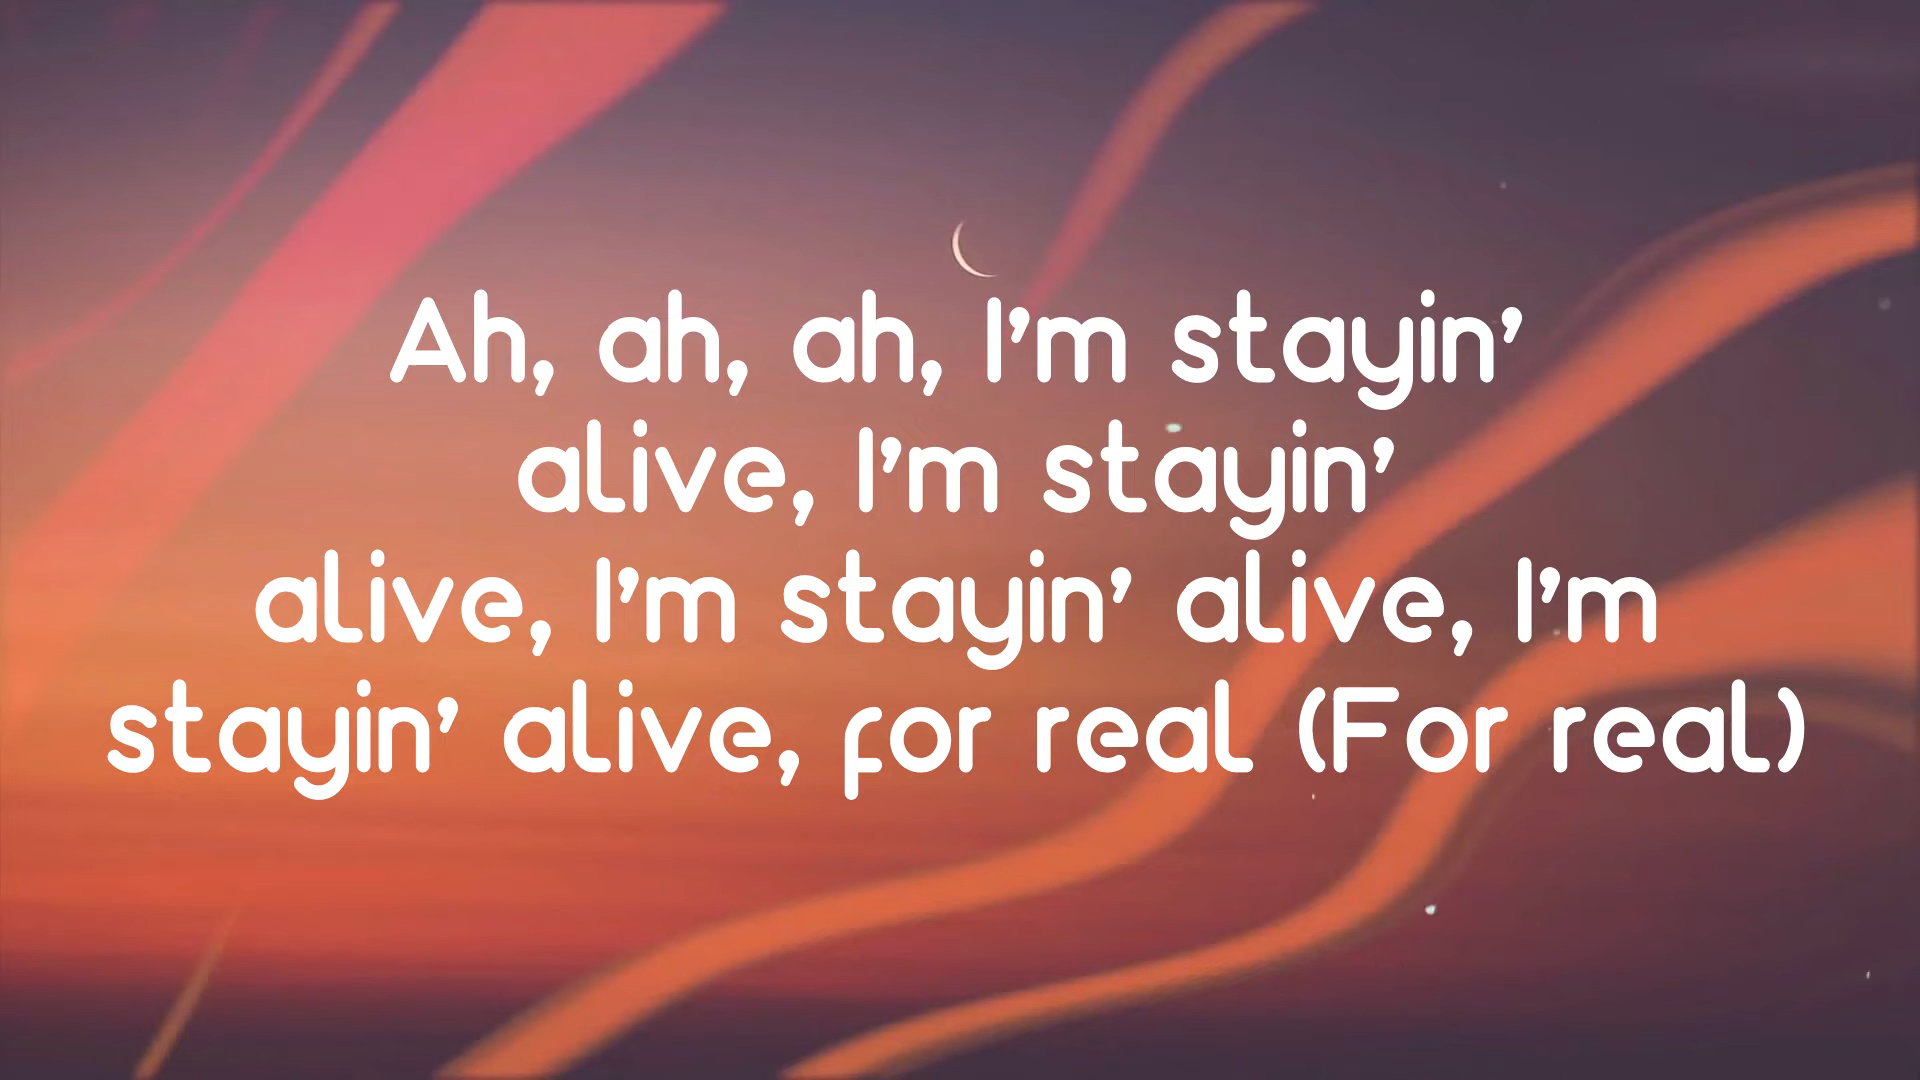 Ah, ah, ah, I'm stayin'
alive, I'm stayin'
alive, I'm stayin' alive, I'm
stayin' alive, for real (For real)